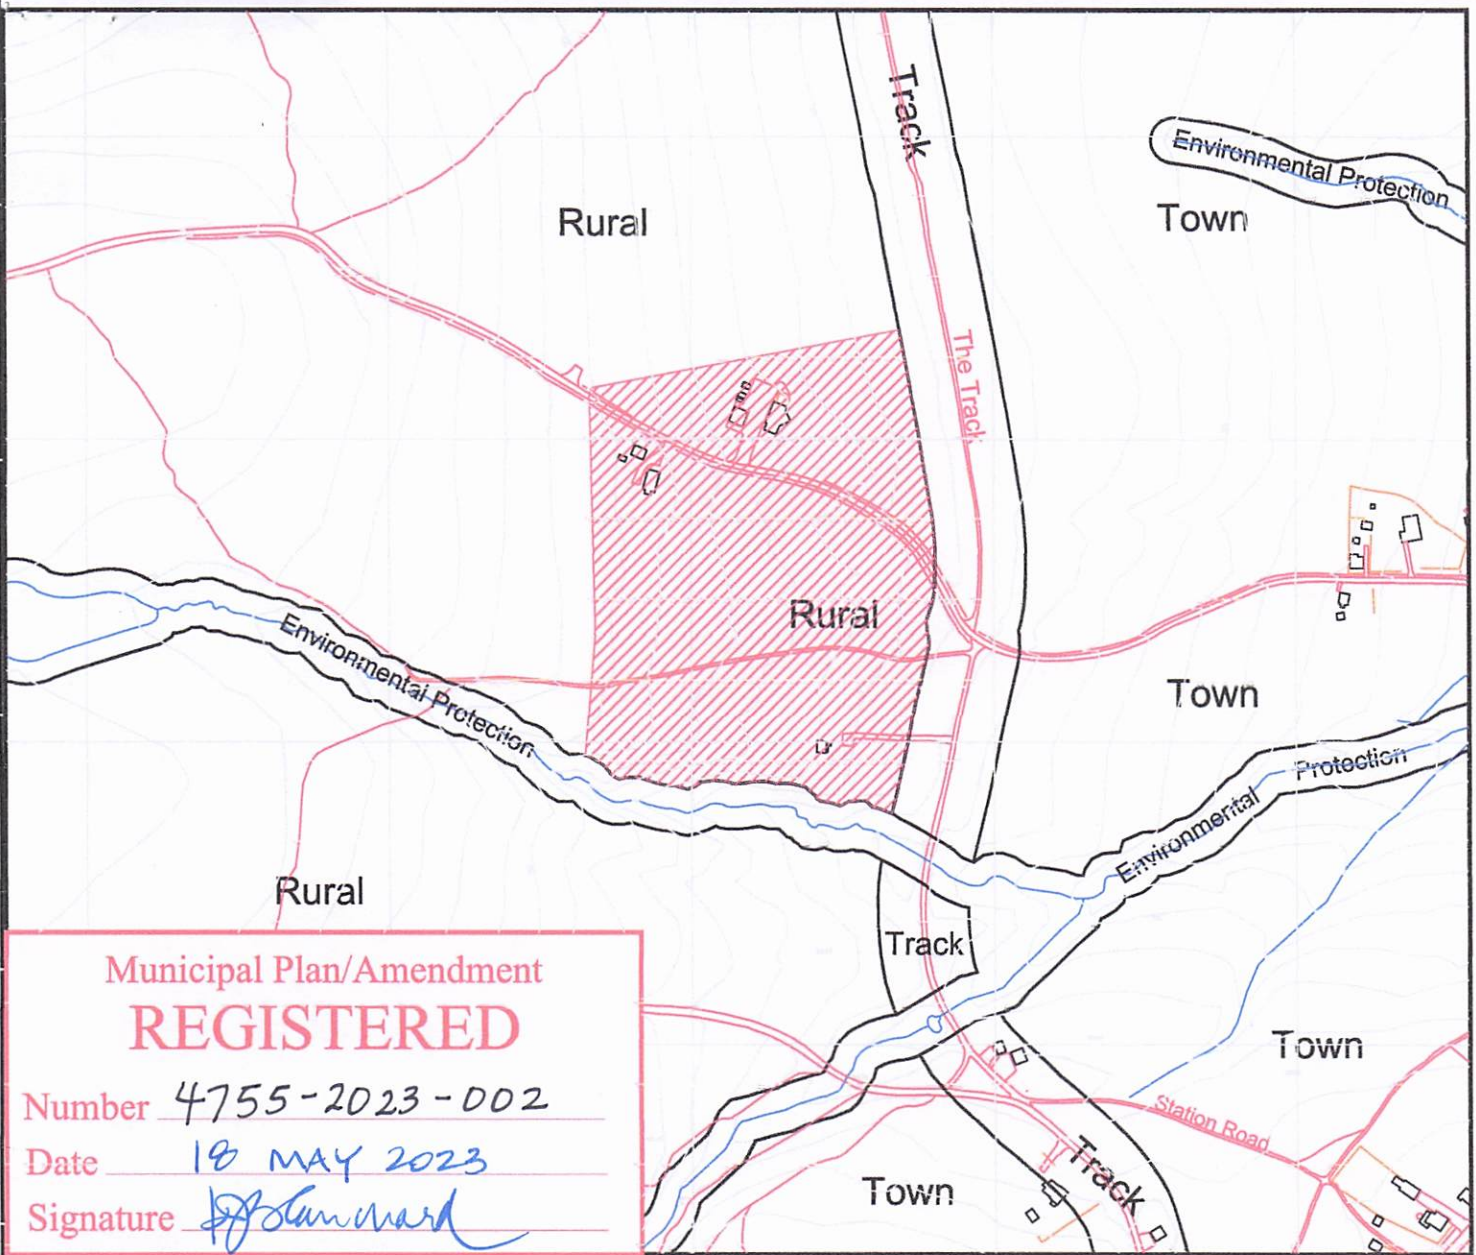 Track
Environmental Protection
Rural
Town
The Track
Rural
Environmental Protection
Town
Environmental Protection
Rural
Track
Town
Station Road
Track
Town
Municipal Plan/Amendment
REGISTERED
Number 4755-2023-002
Date 18 MAY 2023
Signature